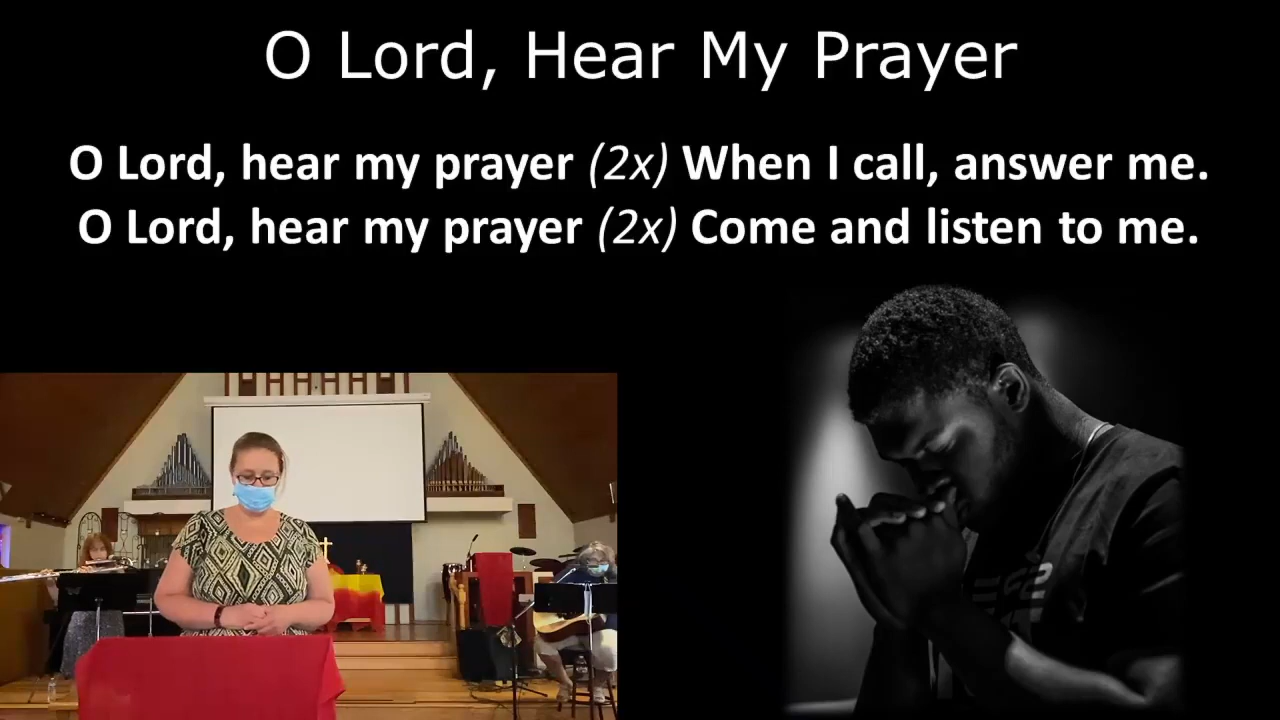 O Lord, Hear My Prayer
O Lord, hear my prayer (2x) When I call, answer me.
O Lord, hear my prayer (2x) Come and listen to me.